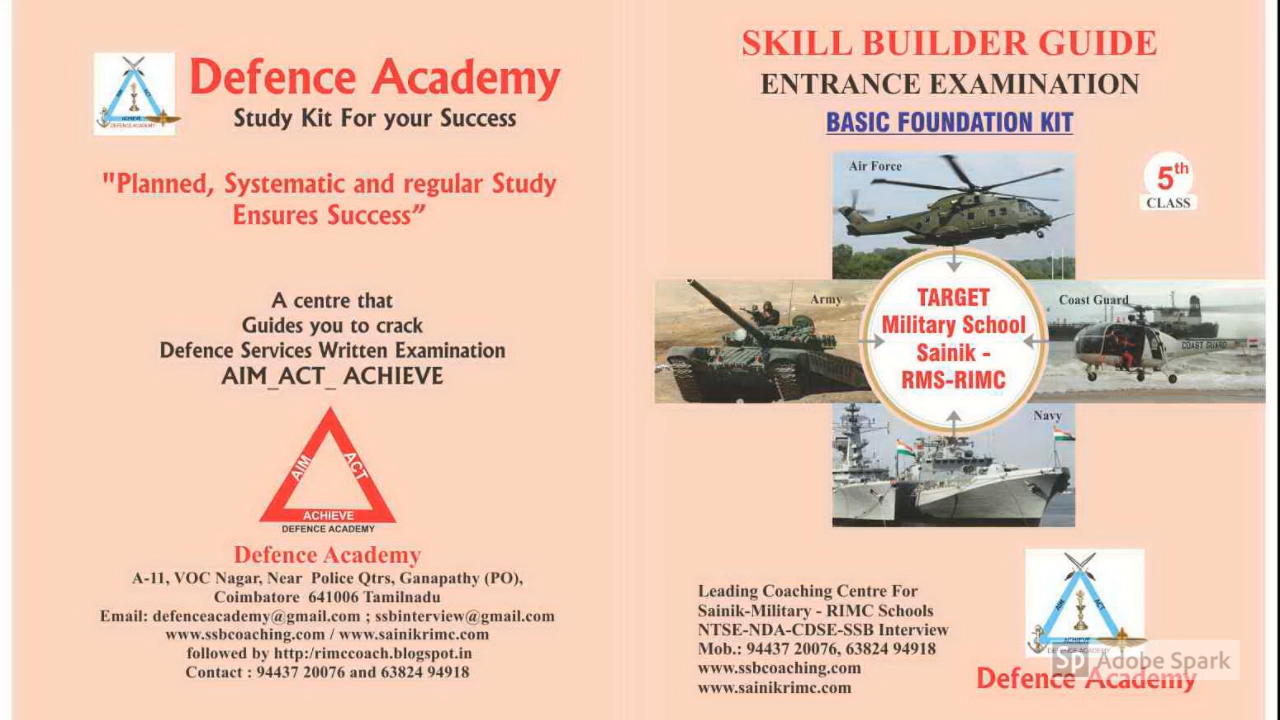 Defence Academy
Study Kit For your Success
"Planned, Systematic and regular Study
Ensures Success”
A centre that
Guides you to crack
Defence Services Written Examination
AIM_ACT_ ACHIEVE
AIM
ACT
ACHIEVE
DEFENCE ACADEMY
Defence Academy
A-11, VOC Nagar, Near Police Qtrs, Ganapathy (PO),
Coimbatore 641006 Tamilnadu
Email: defenceacademy@gmail.com ; ssbinterview@gmail.com
www.ssbcoaching.com / www.sainikrimc.com
followed by http:/rimccoach.blogspot.in
Contact : 94437 20076 and 63824 94918
SKILL BUILDER GUIDE
ENTRANCE EXAMINATION
BASIC FOUNDATION KIT
5th
CLASS
Air Force
Army
Coast Guard
COAST GUARD
TARGET
Military School
Sainik -
RMS-RIMC
Navy
Leading Coaching Centre For
Sainik-Military - RIMC Schools
NTSE-NDA-CDSE-SSB Interview
Mob.: 94437 20076, 63824 94918
www.ssbcoaching.com
www.sainikrimc.com
AIM
ACT
ACHIEVE
DEFENCE ACADEMY
Defence Academy
Sp Adobe Spark